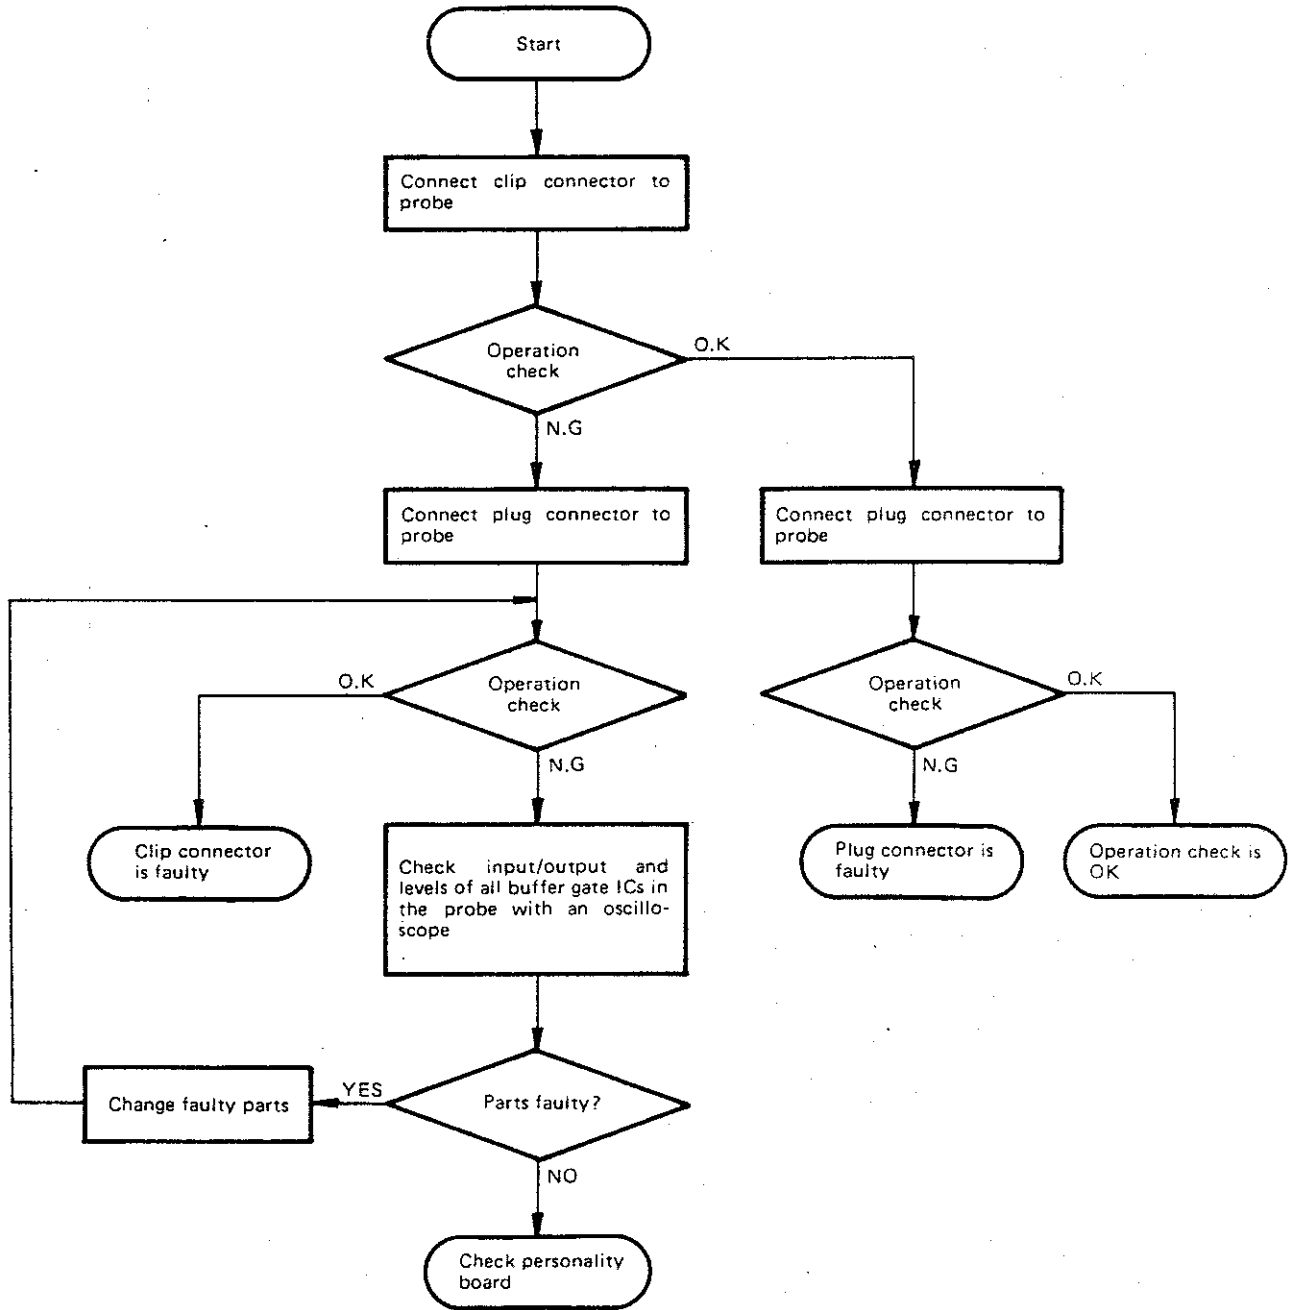 Start
Connect clip connector to
probe
Operation
check
O.K
N.G
Connect plug connector to
probe
Connect plug connector to
probe
Operation
check
O.K
N.G
Operation
check
O.K
N.G
Clip connector
is faulty
Check input/output and
levels of all buffer gate ICs in
the probe with an oscillo-
scope
Plug connector is
faulty
Operation check is
OK
Change faulty parts
YES
Parts faulty?
NO
Check personality
board